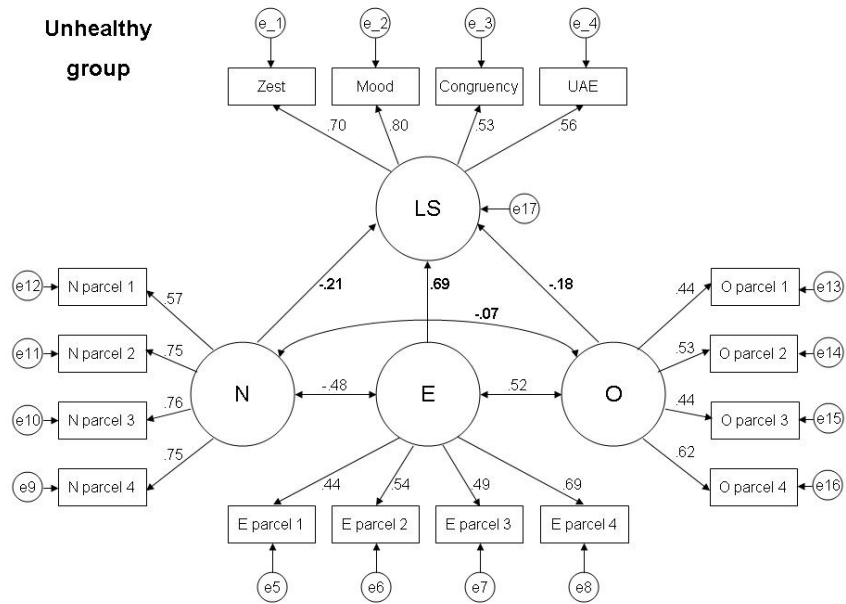 Unhealthy
group
e_1 e_2 e_3 e_4
Zest Mood Congruency UAE
.70 .80 .53 .56
LS e17
e12 N parcel 1 .57
e11 N parcel 2 .75
e10 N parcel 3 .76
e9 N parcel 4 .75
-.21 .69 -.18
-.07
N -.48 E .52 O
.44 O parcel 1 e13
.53 O parcel 2 e14
.44 O parcel 3 e15
.62 O parcel 4 e16
.44 .54 .49 .69
E parcel 1 E parcel 2 E parcel 3 E parcel 4
e5 e6 e7 e8